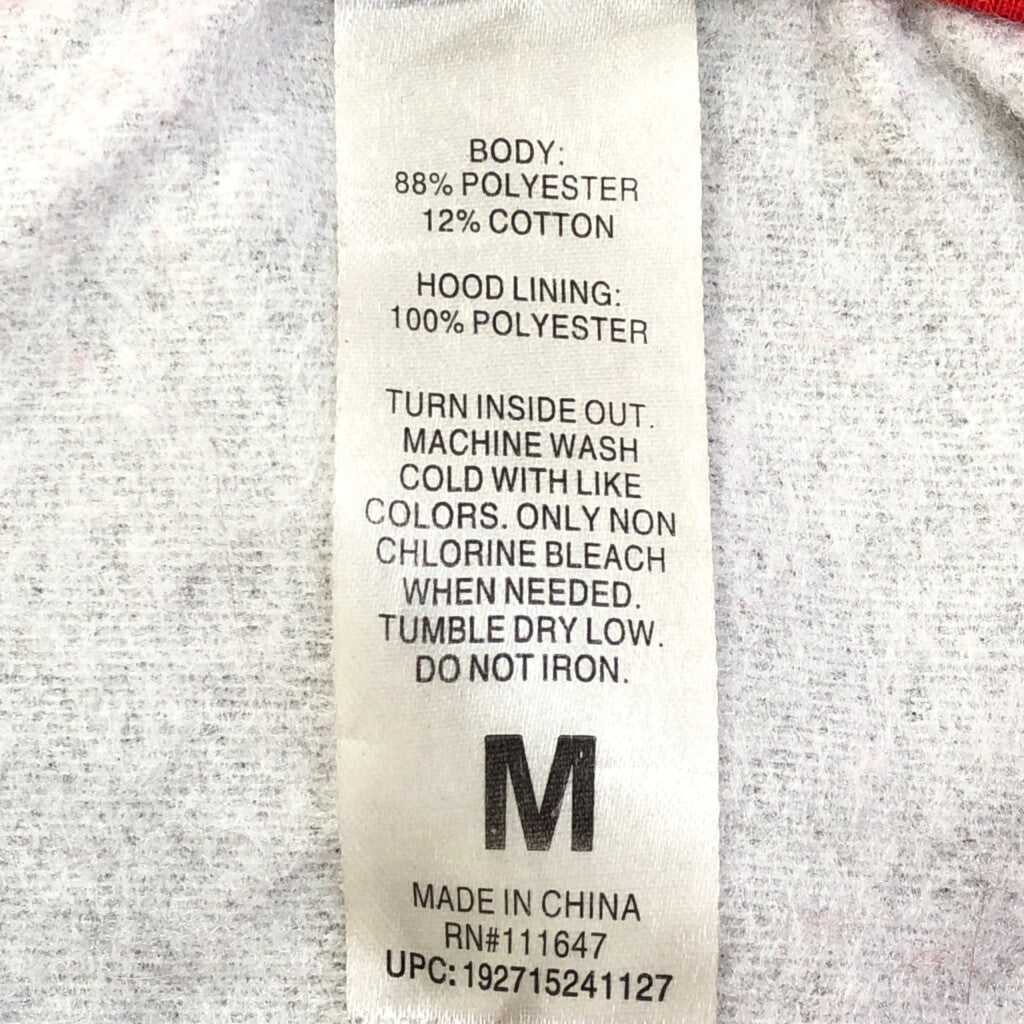 BODY:
88% POLYESTER
12% COTTON
HOOD LINING:
100% POLYESTER
TURN INSIDE OUT.
MACHINE WASH
COLD WITH LIKE
COLORS. ONLY NON
CHLORINE BLEACH
WHEN NEEDED.
TUMBLE DRY LOW.
DO NOT IRON.
M
MADE IN CHINA
RN#111647
UPC: 192715241127